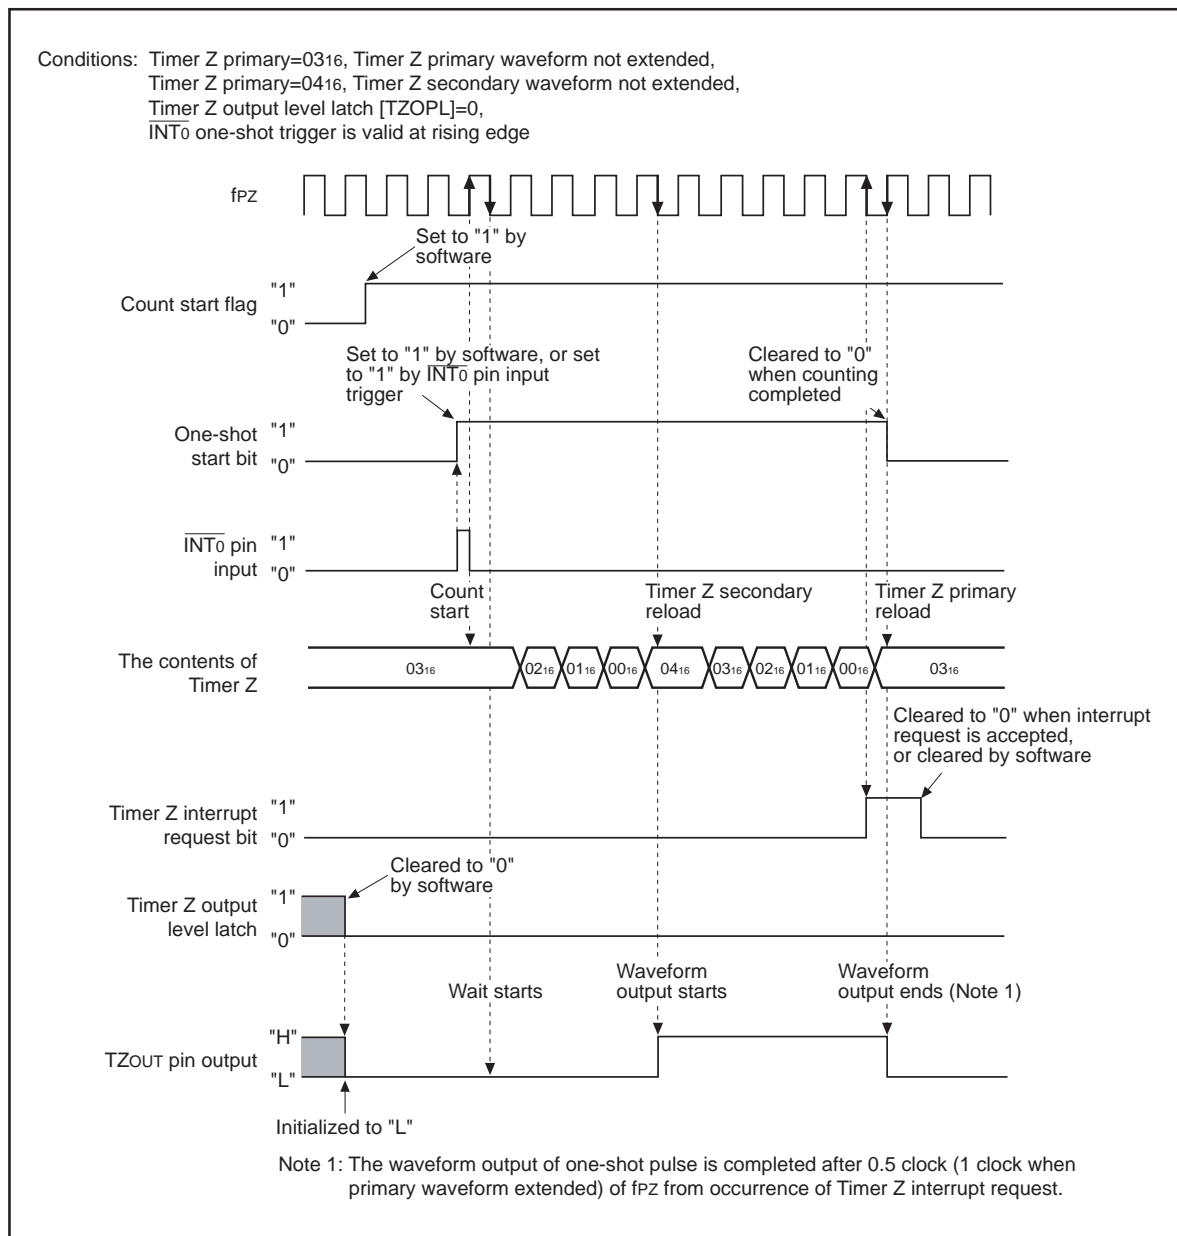 Conditions: Timer Z primary=03₁₆, Timer Z primary waveform not extended,
Timer Z primary=04₁₆, Timer Z secondary waveform not extended,
Timer Z output level latch [TZOPL]=0,
INT0 one-shot trigger is valid at rising edge
fPZ
Set to "1" by
software
Count start flag
"1"
"0"
Set to "1" by software, or set
to "1" by INT0 pin input
trigger
Cleared to "0"
when counting
completed
One-shot
start bit
"1"
"0"
INT0 pin
input
"1"
"0"
Count
start
Timer Z secondary
reload
Timer Z primary
reload
The contents of
Timer Z
03₁₆ 02₁₆ 01₁₆ 00₁₆ 04₁₆ 03₁₆ 02₁₆ 01₁₆ 00₁₆ 03₁₆
Cleared to "0" when interrupt
request is accepted,
or cleared by software
Timer Z interrupt
request bit
"1"
"0"
Cleared to "0"
by software
Timer Z output
level latch
"1"
"0"
Wait starts
Waveform
output starts
Waveform
output ends (Note 1)
TZOUT pin output
"H"
"L"
Initialized to "L"
Note 1: The waveform output of one-shot pulse is completed after 0.5 clock (1 clock when
primary waveform extended) of fPZ from occurrence of Timer Z interrupt request.